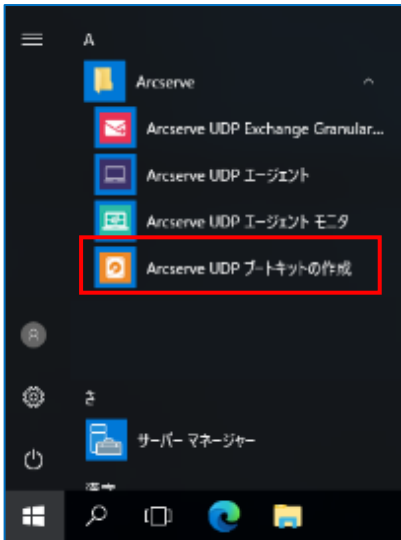 A
Arcserve
Arcserve UDP Exchange Granular...
Arcserve UDP エージェント
Arcserve UDP エージェント モニタ
Arcserve UDP ブートキットの作成
さ
サーバー マネージャー